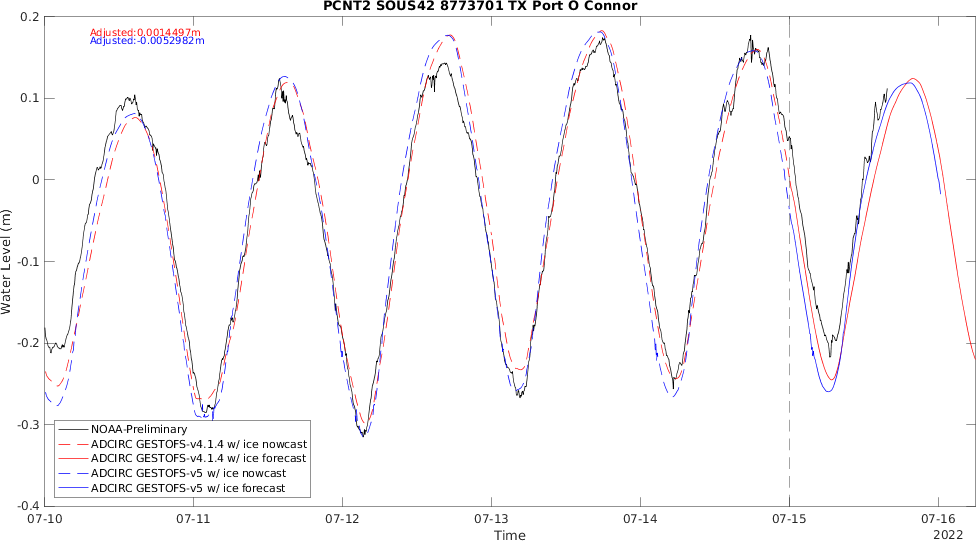 PCNT2 SOUS42 8773701 TX Port O Connor
Adjusted:0.0014497m
Adjusted:-0.0052982m
0.2
0.1
0
-0.1
-0.2
-0.3
-0.4
Water Level (m)
NOAA-Preliminary
ADCIRC GESTOFS-v4.1.4 w/ ice nowcast
ADCIRC GESTOFS-v4.1.4 w/ ice forecast
ADCIRC GESTOFS-v5 w/ ice nowcast
ADCIRC GESTOFS-v5 w/ ice forecast
07-10 07-11 07-12 07-13 07-14 07-15 07-16
Time
2022